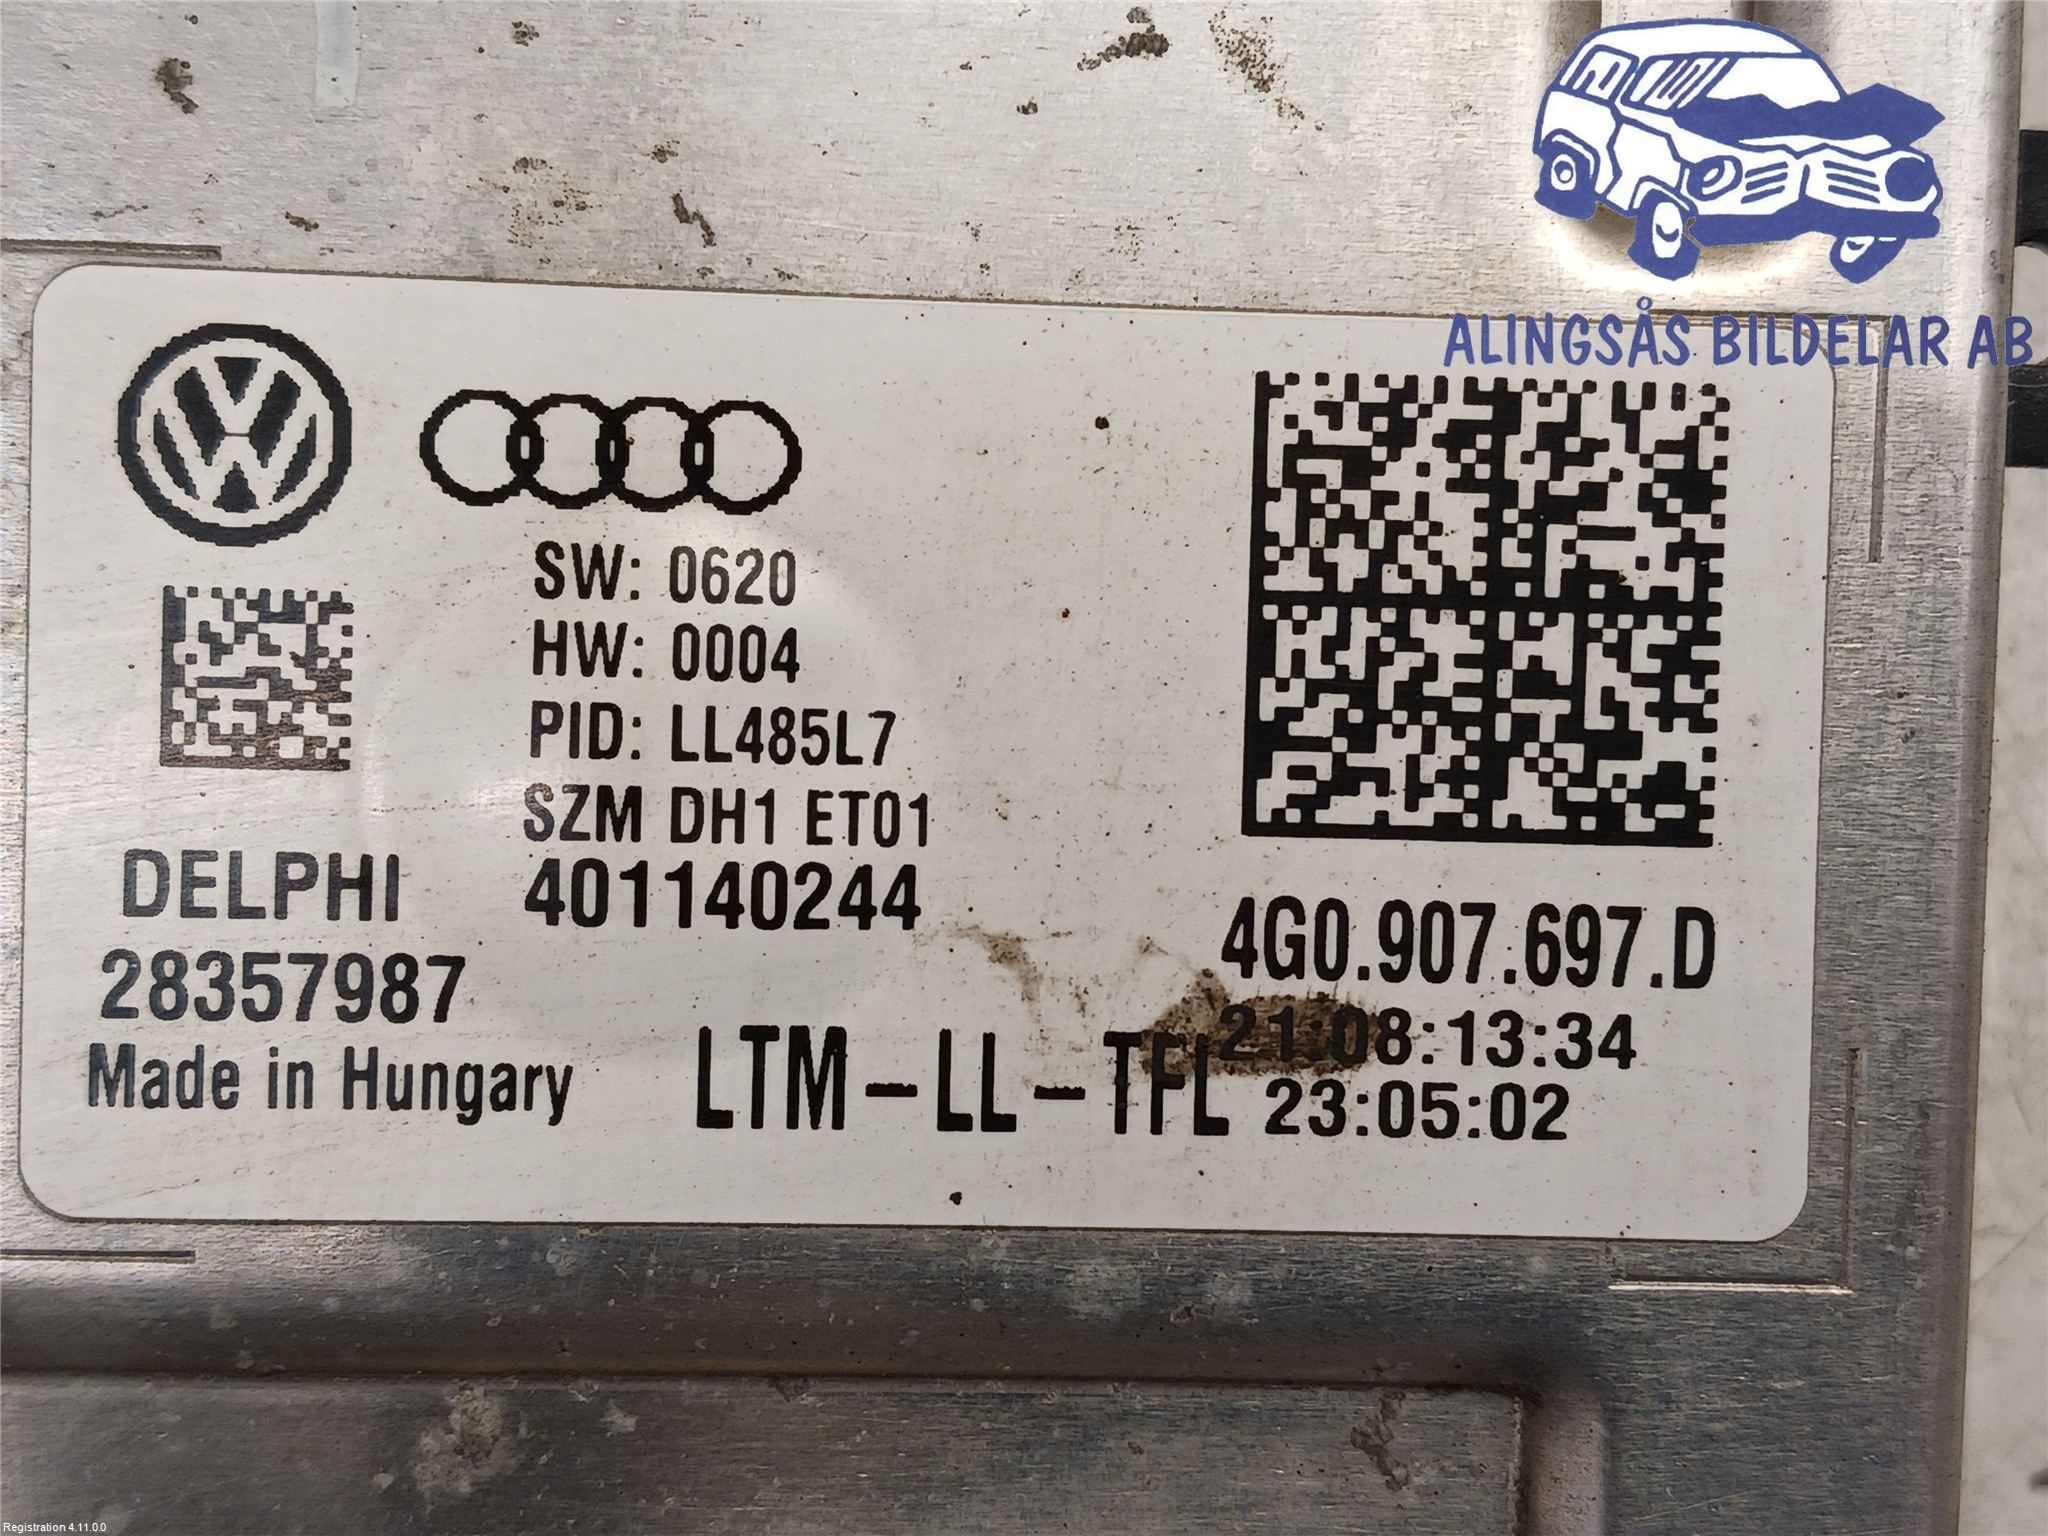 ALINGSÅS BILDELAR AB
SW: 0620
HW: 0004
PID: LL485L7
SZM DH1 ET01
401140244
DELPHI
28357987
Made in Hungary
4G0.907.697.D
21:08:13:34
LTM-LL-TFL 23:05:02
Registration 4.11.0.0